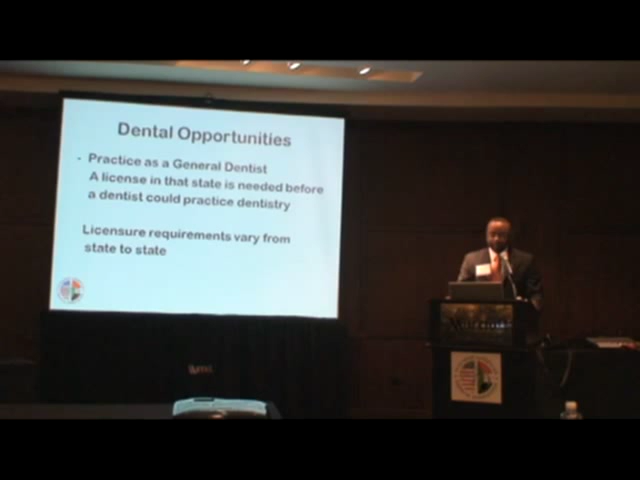 Dental Opportunities
- Practice as a General Dentist
A license in that state is needed before
a dentist could practice dentistry
Licensure requirements vary from
state to state